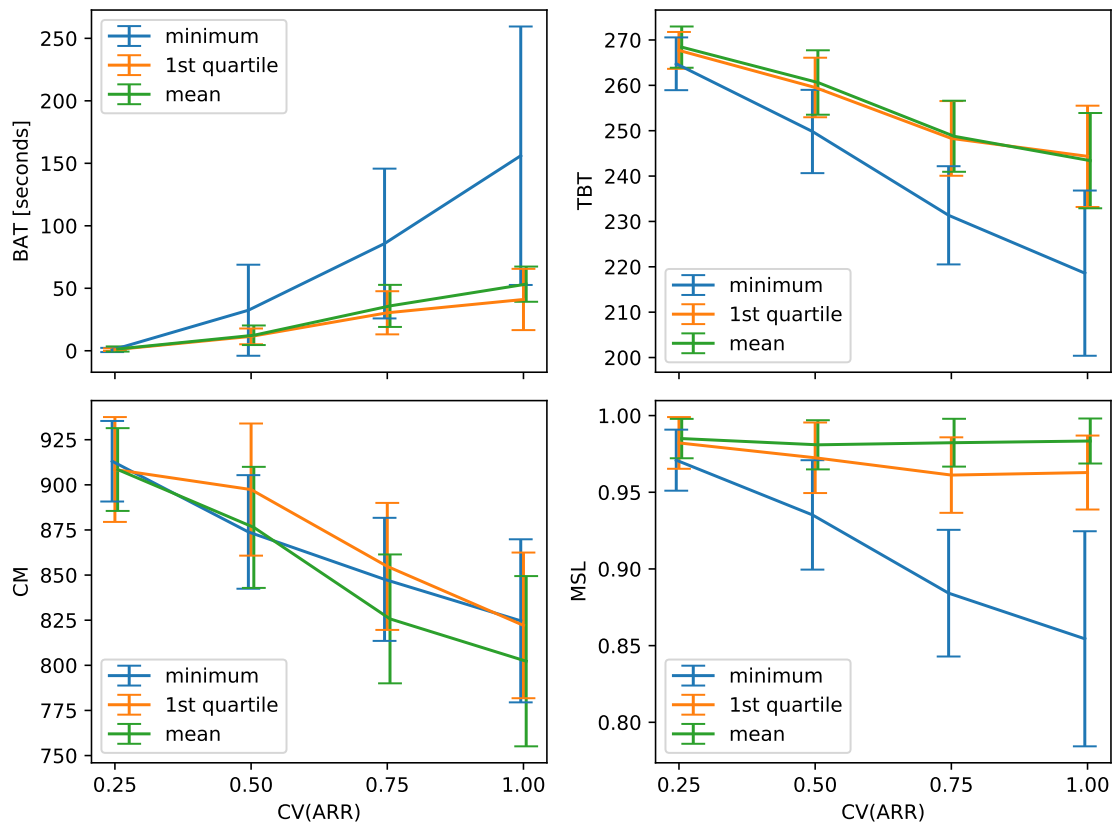 BAT [seconds]
250
200
150
100
50
0
minimum
1st quartile
mean
TBT
270
260
250
240
230
220
210
200
minimum
1st quartile
mean
CM
925
900
875
850
825
800
775
750
minimum
1st quartile
mean
0.25 0.50 0.75 1.00
CV(ARR)
MSL
1.00
0.95
0.90
0.85
0.80
minimum
1st quartile
mean
0.25 0.50 0.75 1.00
CV(ARR)